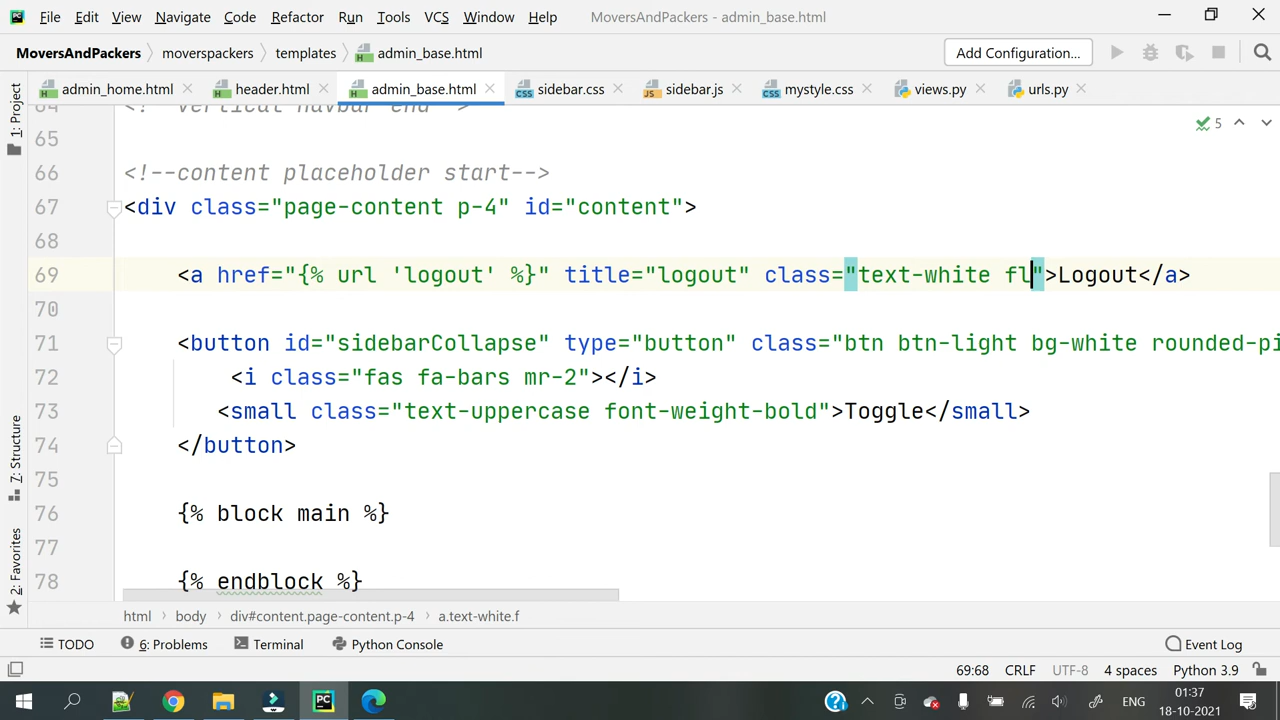 File Edit View Navigate Code Refactor Run Tools VCS Window Help MoversAndPackers - admin_base.html
MoversAndPackers moverspackers templates admin_base.html Add Configuration...
admin_home.html header.html admin_base.html sidebar.css sidebar.js mystyle.css views.py urls.py
64 <!--vertical navbar end-->
65
66 <!--content placeholder start-->
67 <div class="page-content p-4" id="content">
68
69 <a href="{% url 'logout' %}" title="logout" class="text-white fl">Logout</a>
70
71 <button id="sidebarCollapse" type="button" class="btn btn-light bg-white rounded-pi
72 <i class="fas fa-bars mr-2"></i>
73 <small class="text-uppercase font-weight-bold">Toggle</small>
74 </button>
75
76 {% block main %}
77
78 {% endblock %}
5
1: Project
7: Structure
2: Favorites
html body div#content.page-content.p-4 a.text-white.f
TODO 6: Problems Terminal Python Console Event Log
69:68 CRLF UTF-8 4 spaces Python 3.9
ENG 01:37
18-10-2021